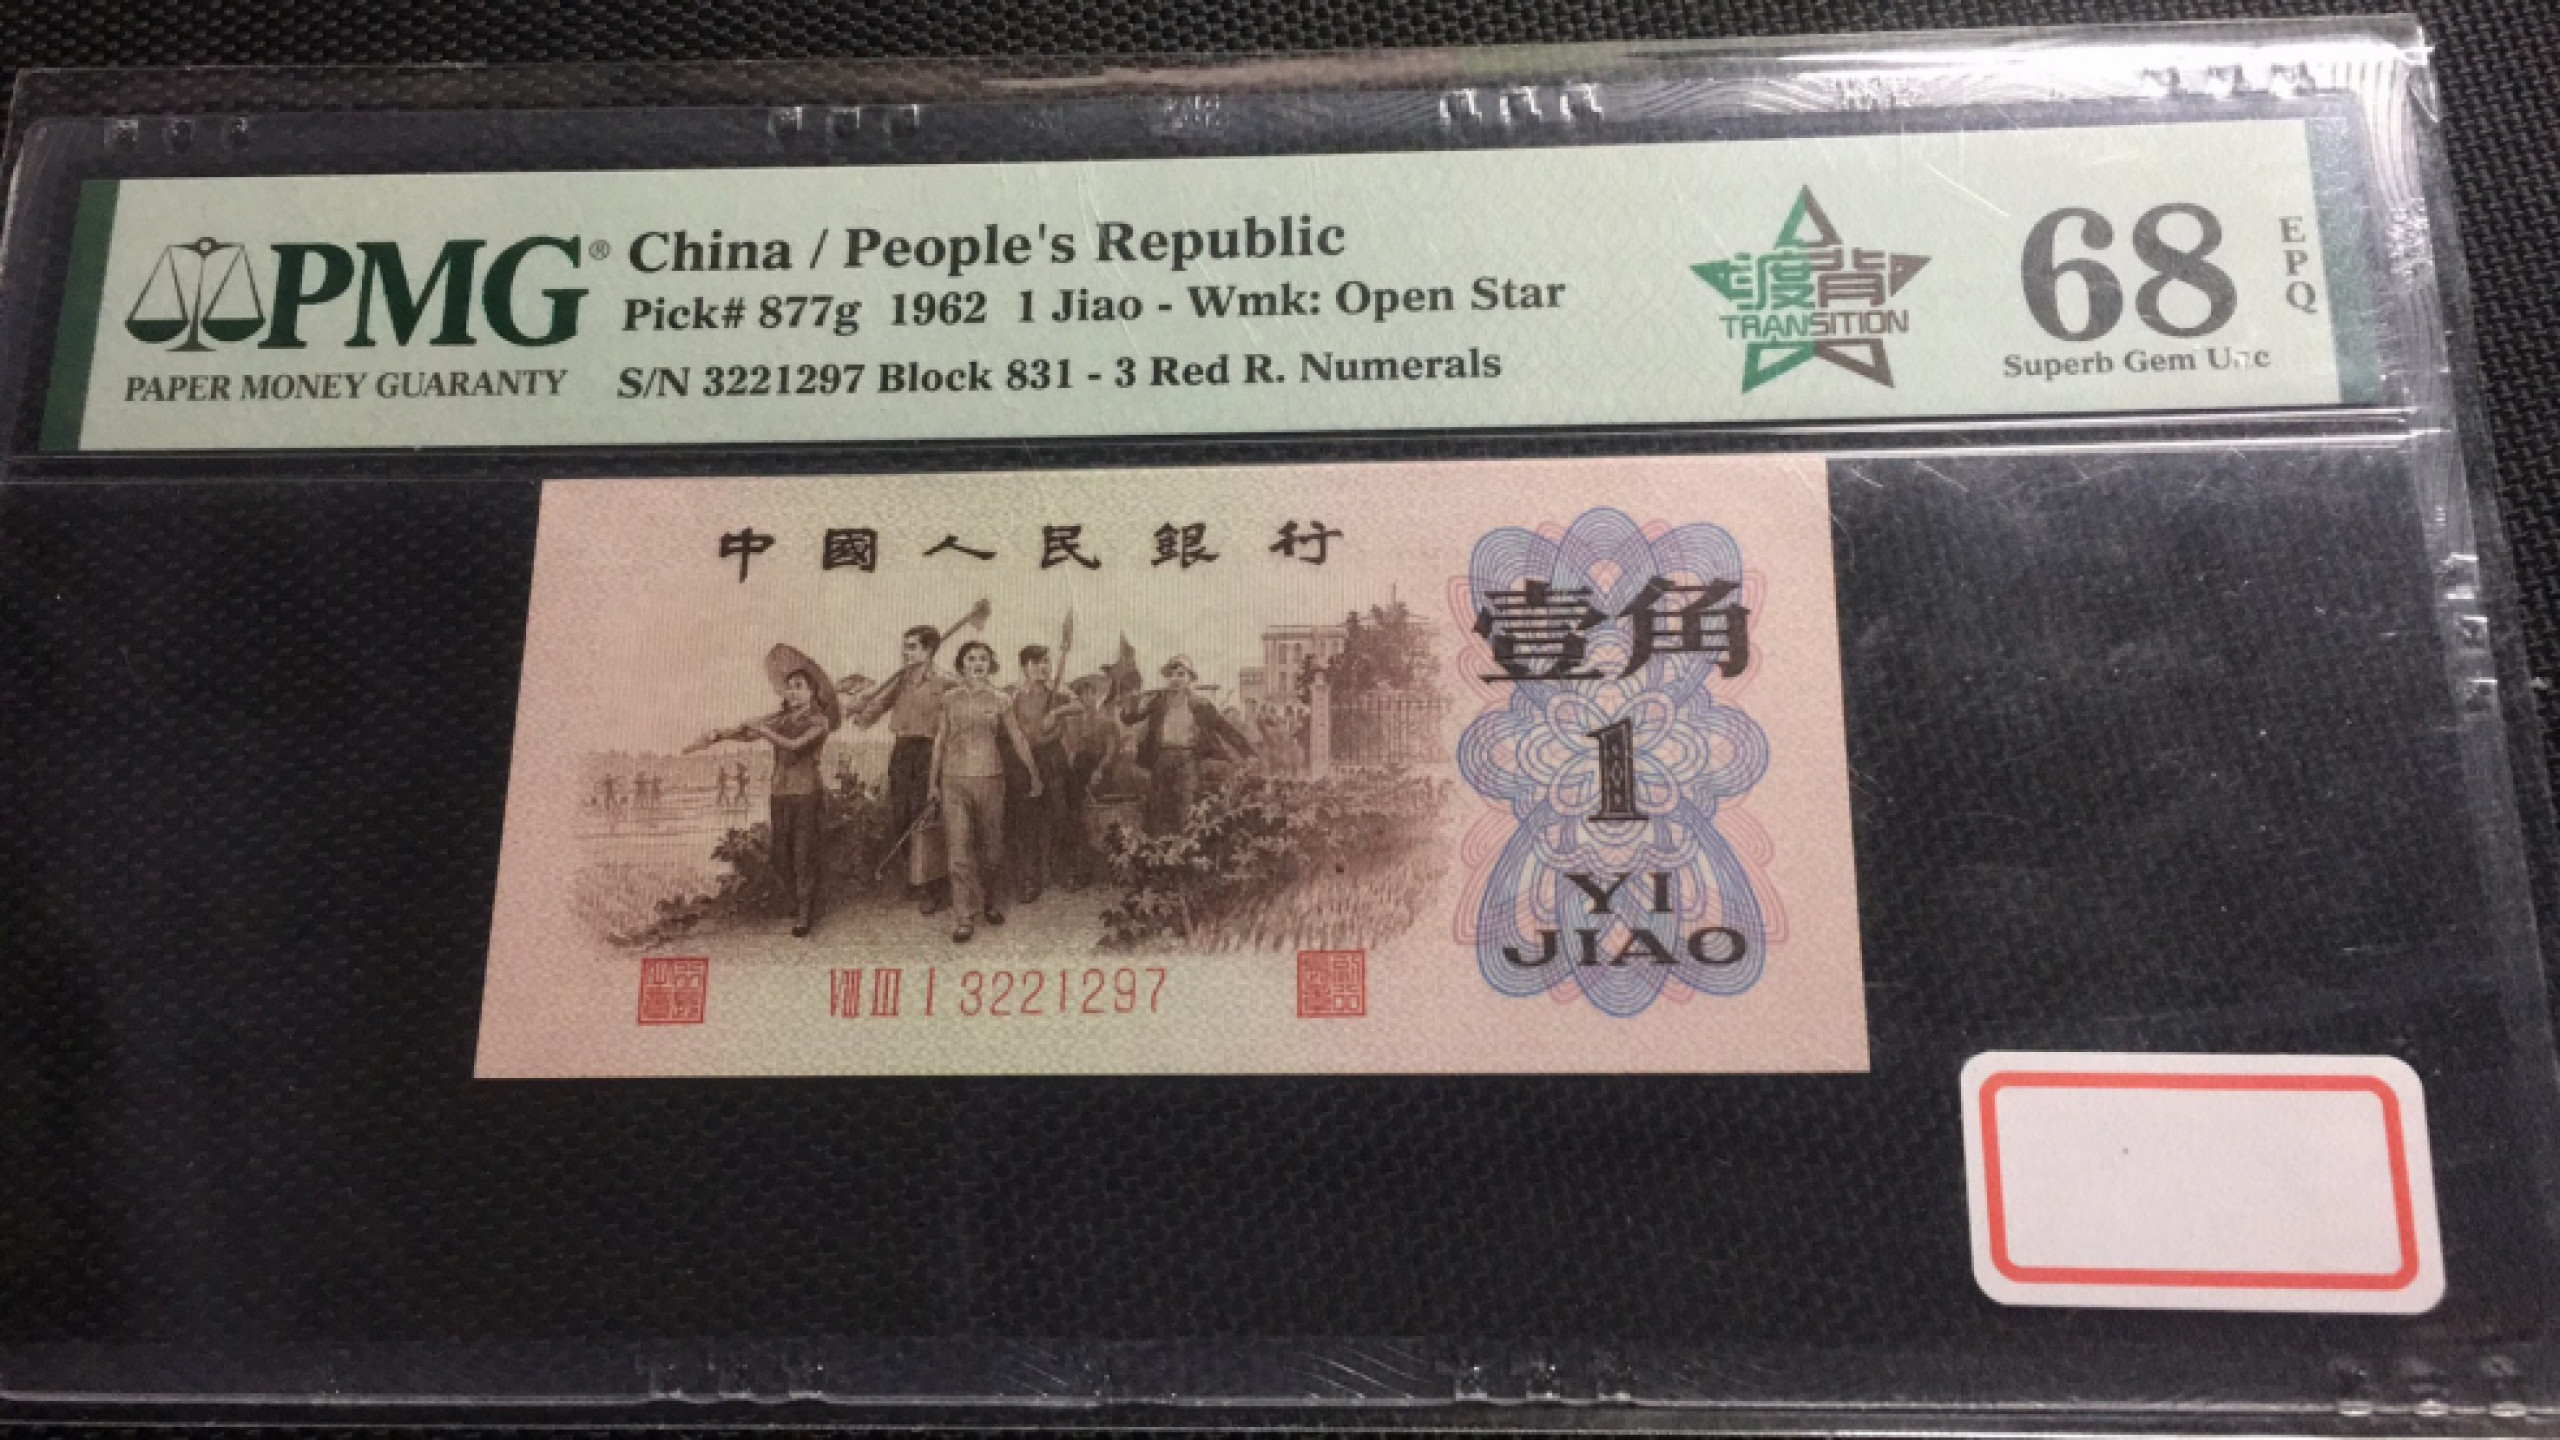 PMG®
PAPER MONEY GUARANTY
China / People's Republic
Pick# 877g 1962 1 Jiao - Wmk: Open Star
S/N 3221297 Block 831 - 3 Red R. Numerals
渡背
TRANSITION
68
EPQ
Superb Gem Unc
中國人民銀行
壹角
1
YI
JIAO
VIII III I 3221297